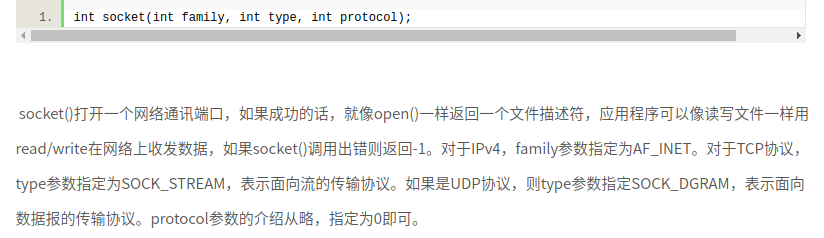 1. int socket(int family, int type, int protocol);
socket()打开一个网络通讯端口，如果成功的话，就像open()一样返回一个文件描述符，应用程序可以像读写文件一样用
read/write在网络上收发数据，如果socket()调用出错则返回-1。对于IPv4，family参数指定为AF_INET。对于TCP协议，
type参数指定为SOCK_STREAM，表示面向流的传输协议。如果是UDP协议，则type参数指定SOCK_DGRAM，表示面向
数据报的传输协议。protocol参数的介绍从略，指定为0即可。